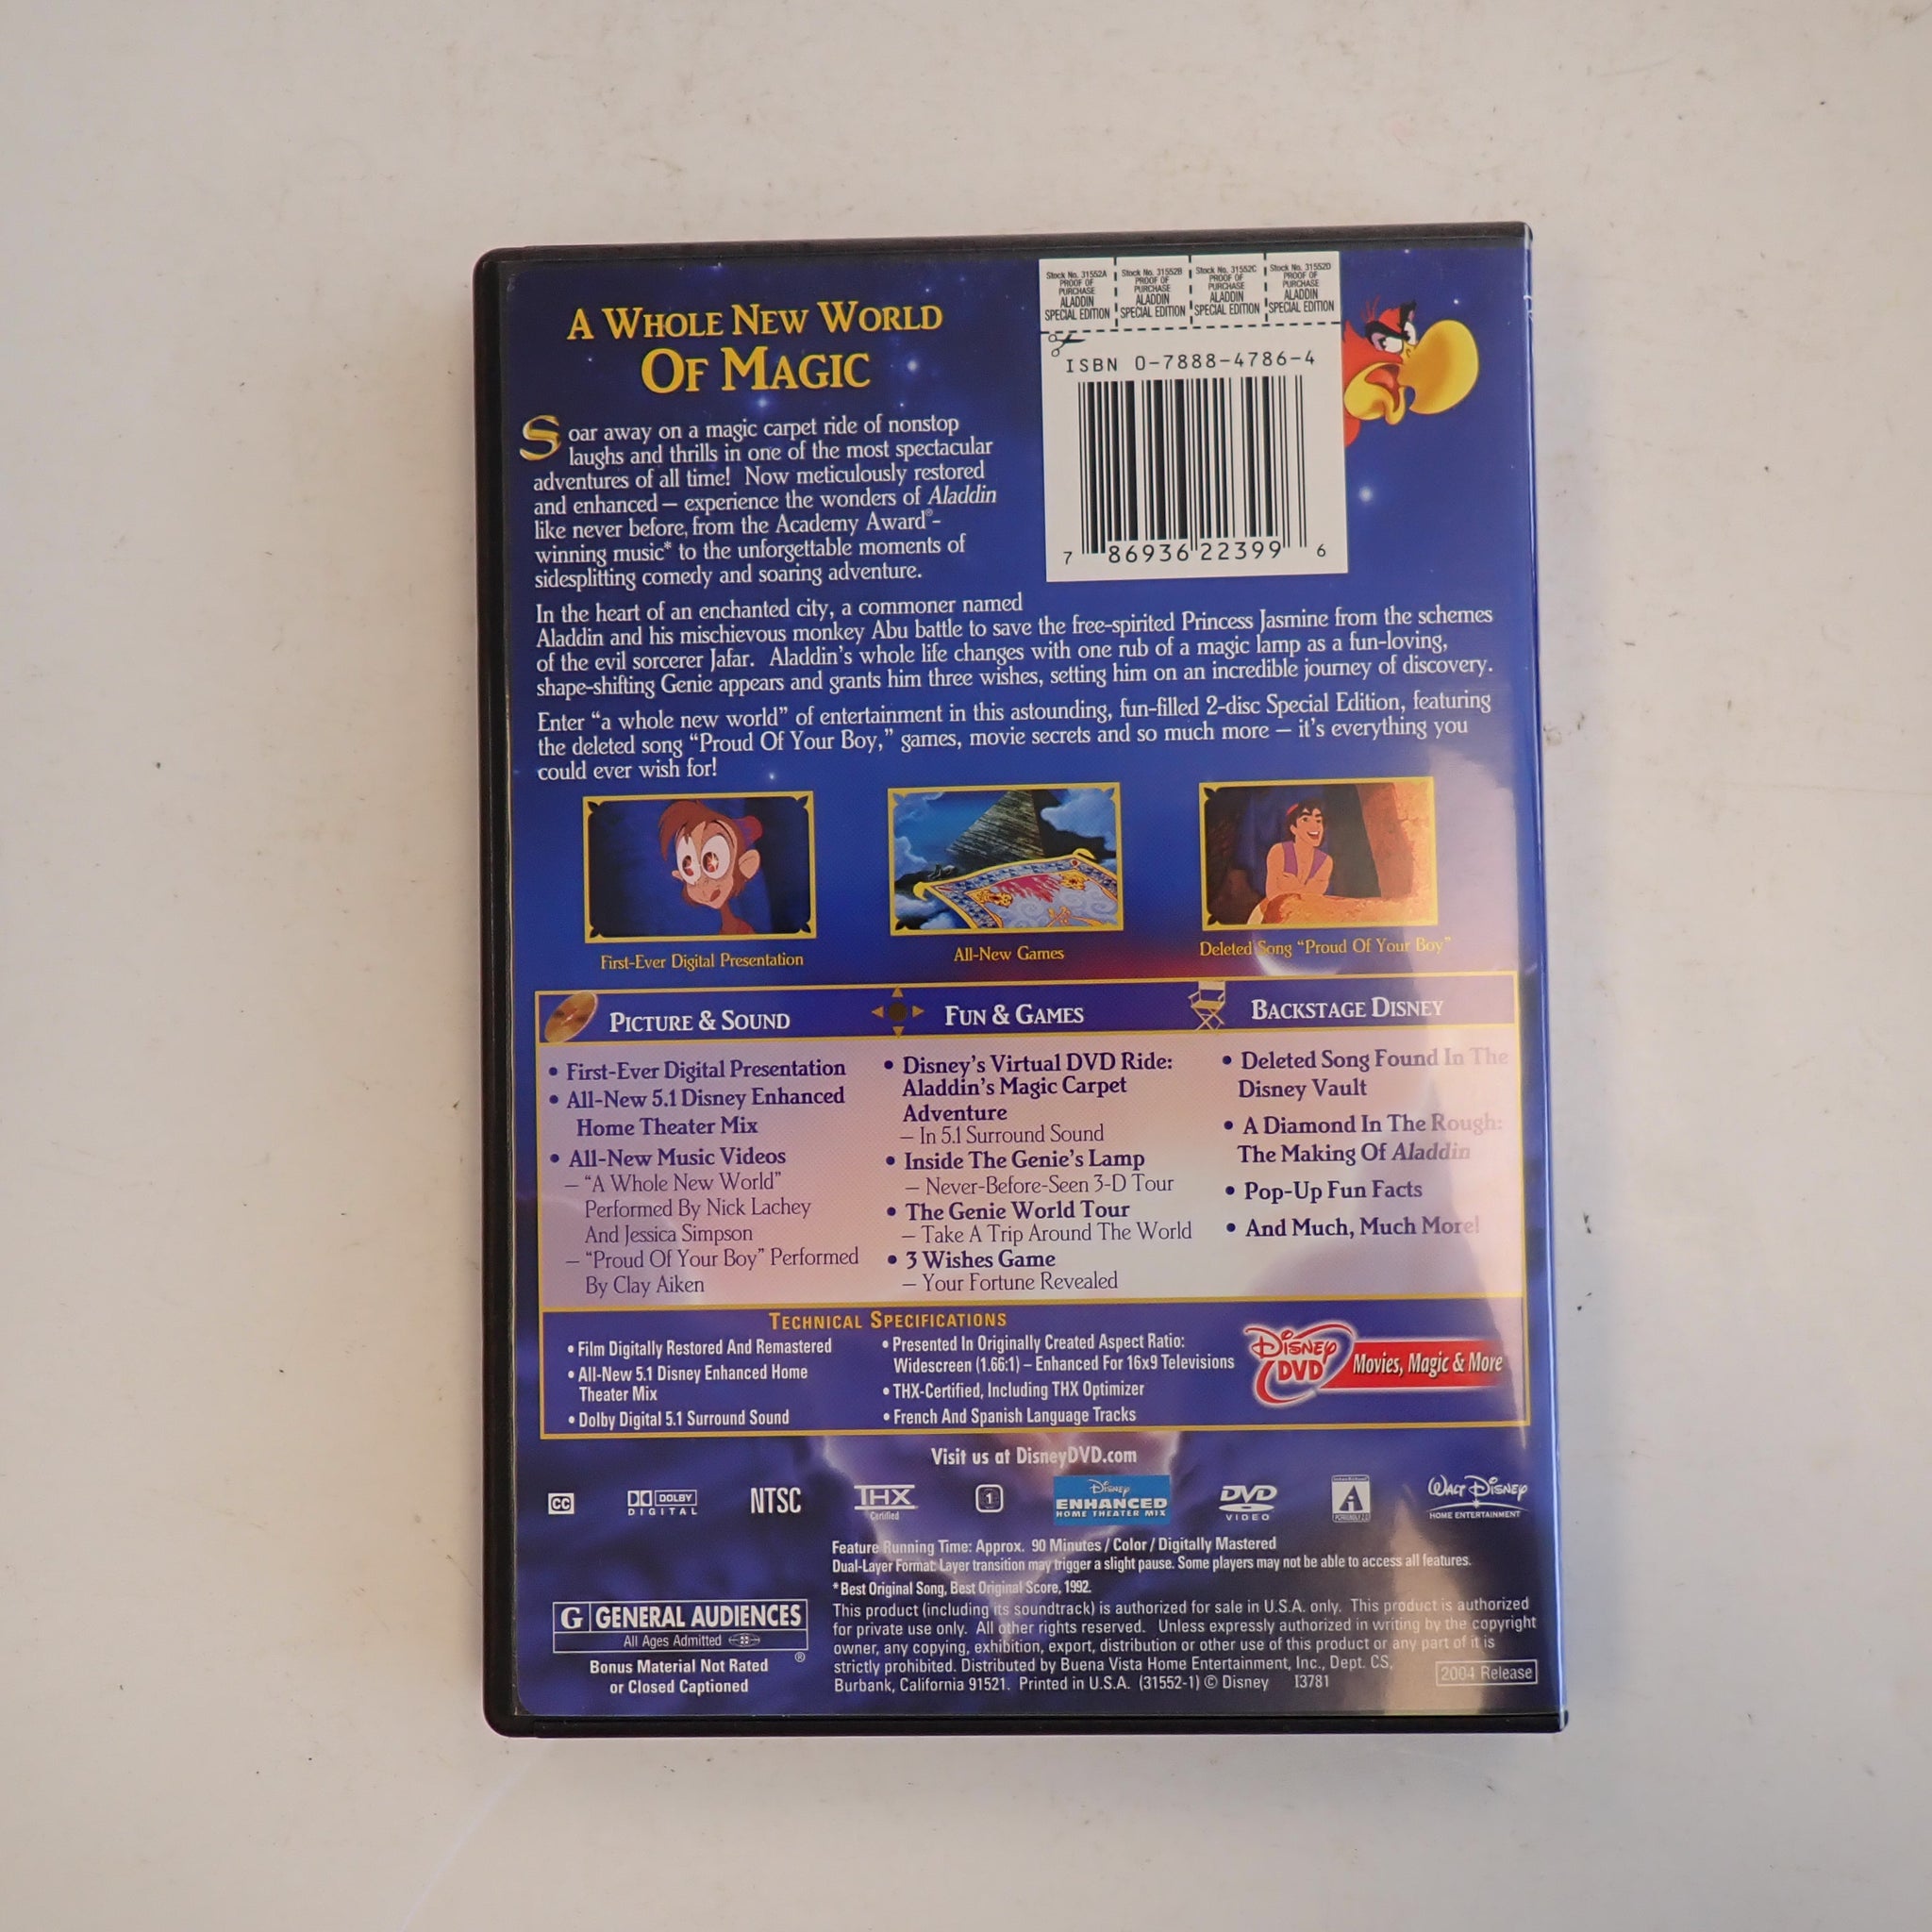 A WHOLE NEW WORLD
OF MAGIC
Soar away on a magic carpet ride of nonstop
laughs and thrills in one of the most spectacular
adventures of all time! Now meticulously restored
and enhanced – experience the wonders of Aladdin
like never before, from the Academy Award®-
winning music* to the unforgettable moments of
sidesplitting comedy and soaring adventure.
Stock No. 31552A
PROOF OF
PURCHASE
ALADDIN
SPECIAL EDITION
Stock No. 31552B
PROOF OF
PURCHASE
ALADDIN
SPECIAL EDITION
Stock No. 31552C
PROOF OF
PURCHASE
ALADDIN
SPECIAL EDITION
Stock No. 31552D
PROOF OF
PURCHASE
ALADDIN
SPECIAL EDITION
ISBN 0-7888-4786-4
7 86936 22399 6
In the heart of an enchanted city, a commoner named
Aladdin and his mischievous monkey Abu battle to save the free-spirited Princess Jasmine from the schemes
of the evil sorcerer Jafar. Aladdin's whole life changes with one rub of a magic lamp as a fun-loving,
shape-shifting Genie appears and grants him three wishes, setting him on an incredible journey of discovery.
Enter “a whole new world” of entertainment in this astounding, fun-filled 2-disc Special Edition, featuring
the deleted song “Proud Of Your Boy,” games, movie secrets and so much more – it's everything you
could ever wish for!
First-Ever Digital Presentation
All-New Games
Deleted Song “Proud Of Your Boy”
PICTURE & SOUND
• First-Ever Digital Presentation
• All-New 5.1 Disney Enhanced
Home Theater Mix
• All-New Music Videos
– “A Whole New World”
Performed By Nick Lachey
And Jessica Simpson
– “Proud Of Your Boy” Performed
By Clay Aiken
FUN & GAMES
• Disney's Virtual DVD Ride:
Aladdin's Magic Carpet
Adventure
– In 5.1 Surround Sound
• Inside The Genie's Lamp
– Never-Before-Seen 3-D Tour
• The Genie World Tour
– Take A Trip Around The World
• 3 Wishes Game
– Your Fortune Revealed
BACKSTAGE DISNEY
• Deleted Song Found In The
Disney Vault
• A Diamond In The Rough:
The Making Of Aladdin
• Pop-Up Fun Facts
• And Much, Much More!
TECHNICAL SPECIFICATIONS
• Film Digitally Restored And Remastered
• All-New 5.1 Disney Enhanced Home
Theater Mix
• Dolby Digital 5.1 Surround Sound
• Presented In Originally Created Aspect Ratio:
Widescreen (1.66:1) – Enhanced For 16x9 Televisions
• THX-Certified, Including THX Optimizer
• French And Spanish Language Tracks
Disney
DVD
Movies, Magic & More
Visit us at DisneyDVD.com
CC
DOLBY
DIGITAL
NTSC
THX
Certified
1
Disney
ENHANCED
HOME THEATER MIX
DVD
VIDEO
WALT DISNEY
HOME ENTERTAINMENT
Feature Running Time: Approx. 90 Minutes / Color / Digitally Mastered
Dual-Layer Format: Layer transition may trigger a slight pause. Some players may not be able to access all features.
*Best Original Song, Best Original Score, 1992.
This product (including its soundtrack) is authorized for sale in U.S.A. only. This product is authorized
for private use only. All other rights reserved. Unless expressly authorized in writing by the copyright
owner, any copying, exhibition, export, distribution or other use of this product or any part of it is
strictly prohibited. Distributed by Buena Vista Home Entertainment, Inc., Dept. CS,
Burbank, California 91521. Printed in U.S.A. (31552-1) © Disney I3781
2004 Release
G GENERAL AUDIENCES
All Ages Admitted
®
Bonus Material Not Rated
or Closed Captioned